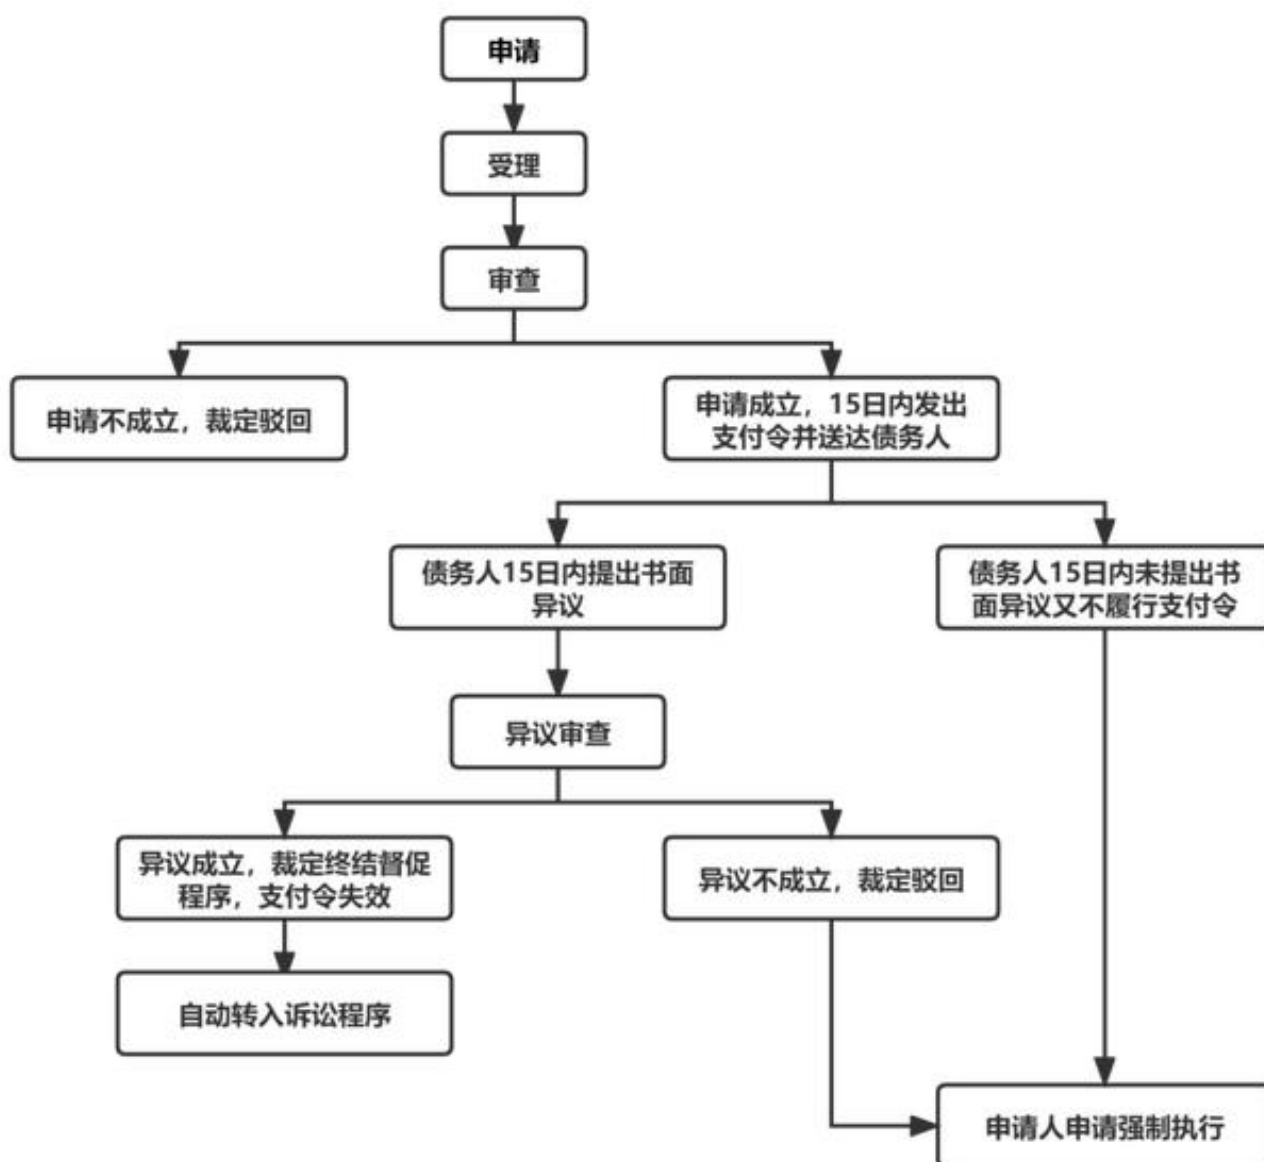 申请
受理
审查
申请不成立，裁定驳回
申请成立，15日内发出
支付令并送达债务人
债务人15日内提出书面
异议
债务人15日内未提出书
面异议又不履行支付令
异议审查
异议成立，裁定终结督促
程序，支付令失效
异议不成立，裁定驳回
自动转入诉讼程序
申请人申请强制执行